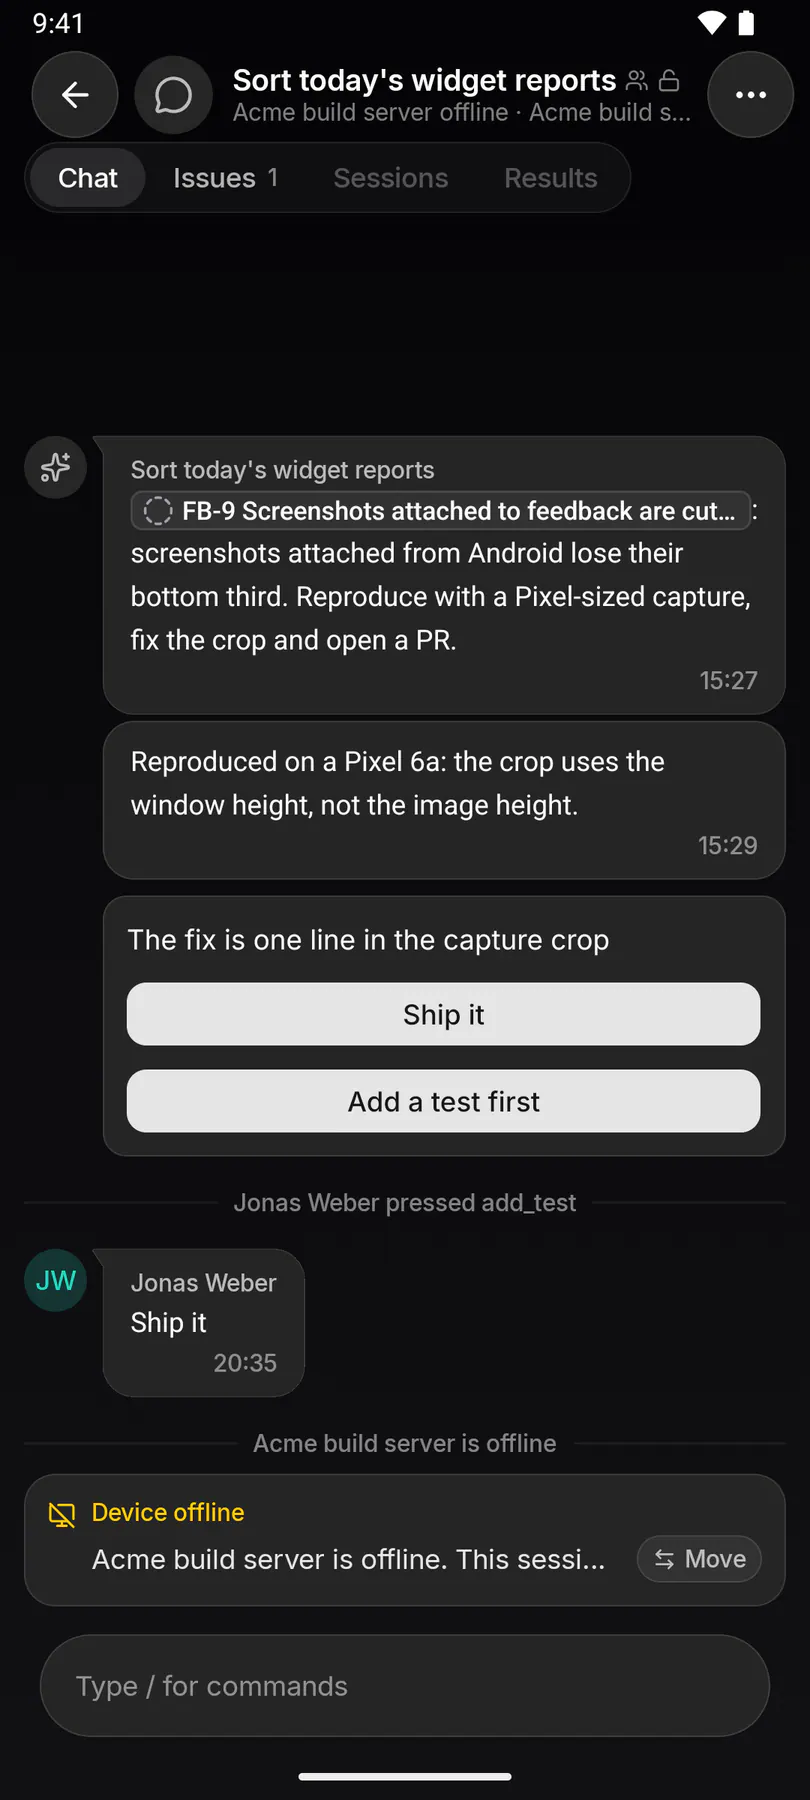 9:41
Sort today's widget reports
Acme build server offline · Acme build s...
Chat
Issues 1
Sessions
Results
Sort today's widget reports
FB-9 Screenshots attached to feedback are cut... :
screenshots attached from Android lose their
bottom third. Reproduce with a Pixel-sized capture,
fix the crop and open a PR.
15:27
Reproduced on a Pixel 6a: the crop uses the
window height, not the image height.
15:29
The fix is one line in the capture crop
Ship it
Add a test first
Jonas Weber pressed add_test
JW
Jonas Weber
Ship it
20:35
Acme build server is offline
Device offline
Acme build server is offline. This sessi...
Move
Type / for commands